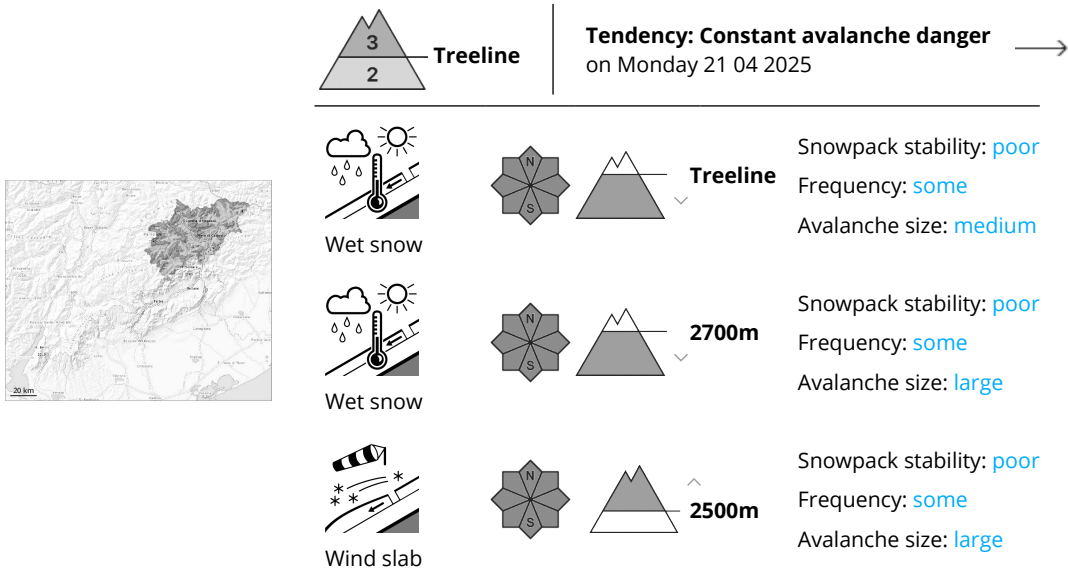 3
2
Treeline
Tendency: Constant avalanche danger
on Monday 21 04 2025
20 km
Wet snow
N
S
Treeline
Snowpack stability: poor
Frequency: some
Avalanche size: medium
Wet snow
N
S
2700m
Snowpack stability: poor
Frequency: some
Avalanche size: large
Wind slab
N
S
2500m
Snowpack stability: poor
Frequency: some
Avalanche size: large